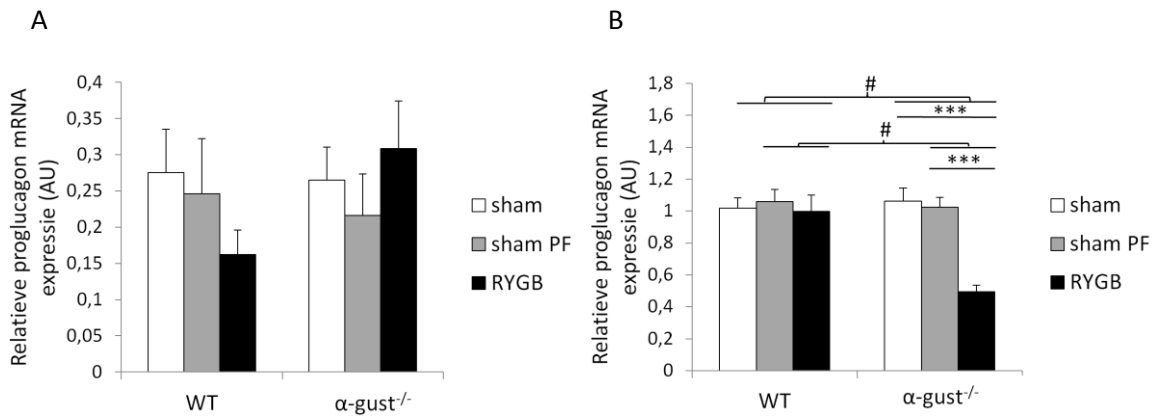 A
Relatieve proglucagon mRNA
expressie (AU)
0,4
0,35
0,3
0,25
0,2
0,15
0,1
0,05
0
WT
α-gust-/-
sham
sham PF
RYGB
B
Relatieve proglucagon mRNA
expressie (AU)
1,8
1,6
1,4
1,2
1
0,8
0,6
0,4
0,2
0
#
***
#
***
WT
α-gust-/-
sham
sham PF
RYGB